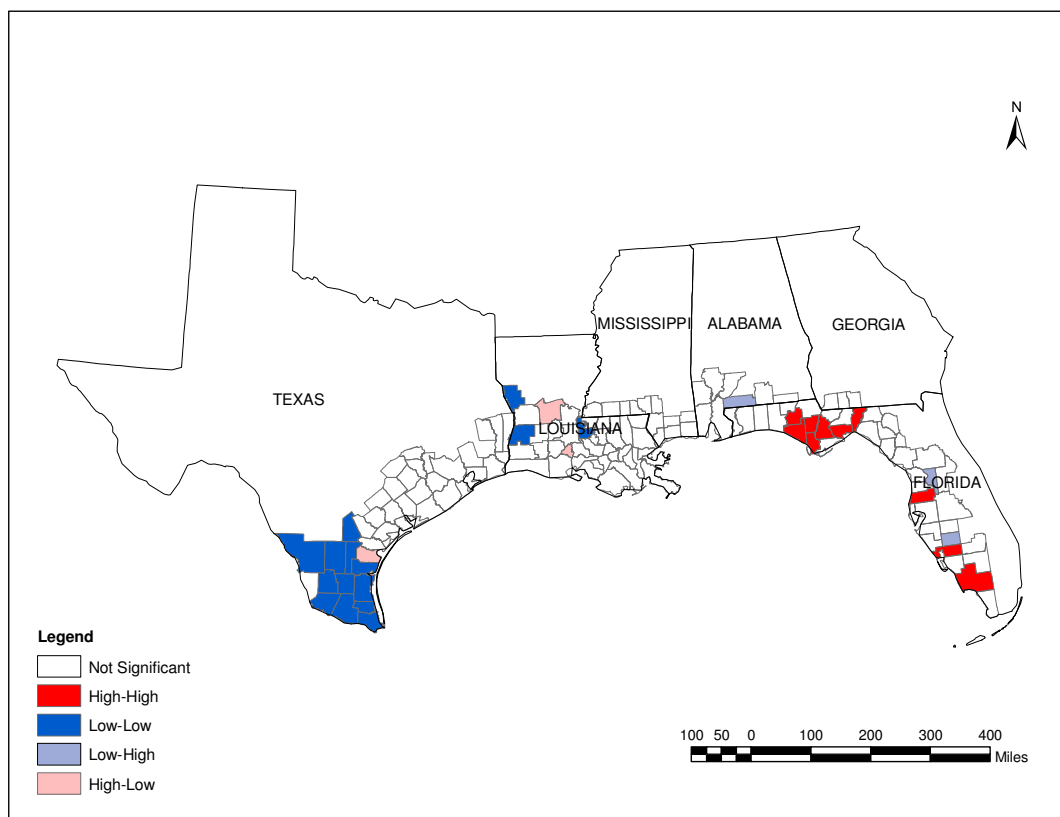 N
MISSISSIPPI ALABAMA GEORGIA
TEXAS
LOUISIANA
FLORIDA
Legend
Not Significant
High-High
Low-Low
Low-High
High-Low
100 50 0 100 200 300 400
Miles